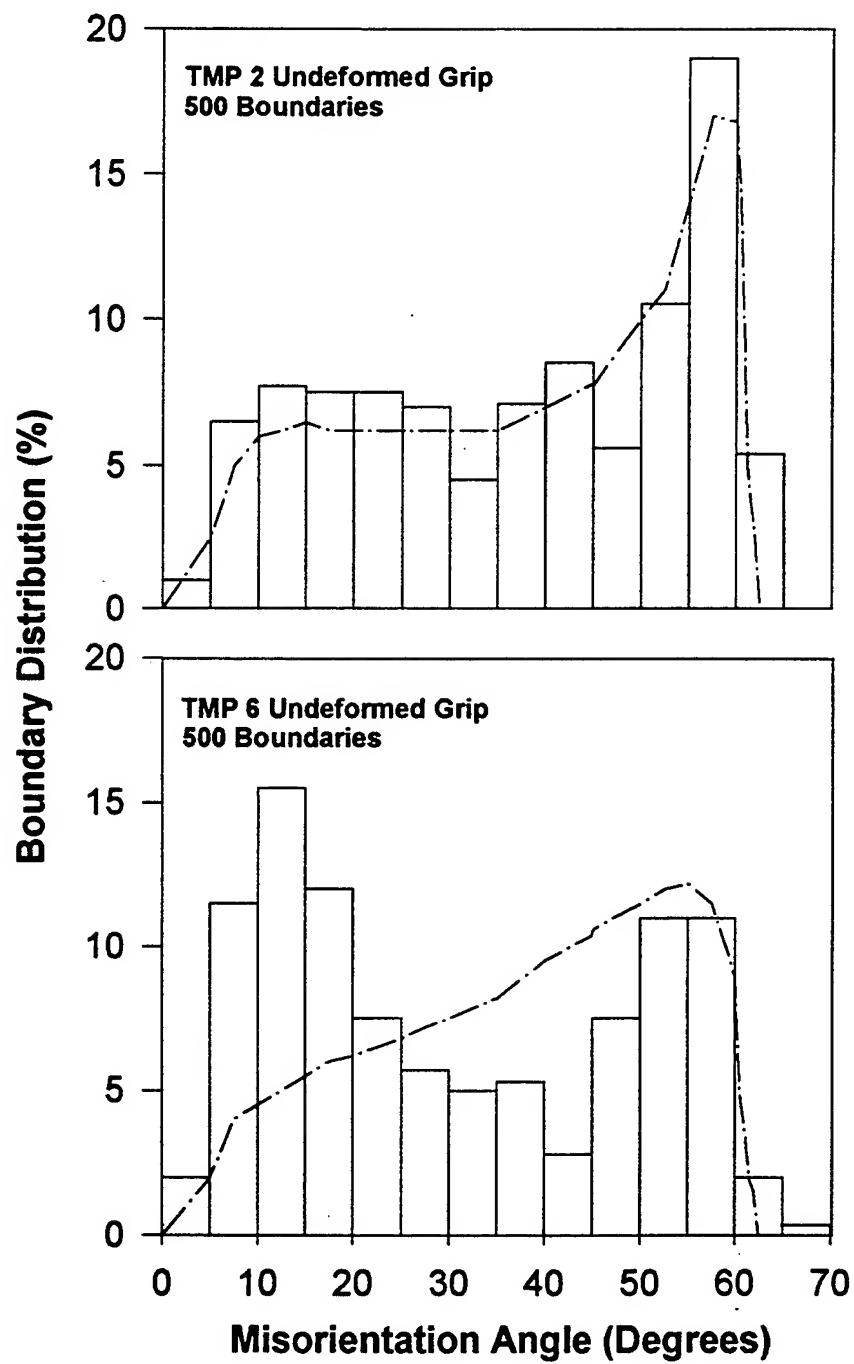 20
TMP 2 Undeformed Grip
500 Boundaries
15
10
5
0
Boundary Distribution (%)
20
TMP 6 Undeformed Grip
500 Boundaries
15
10
5
0
0 10 20 30 40 50 60 70
Misorientation Angle (Degrees)